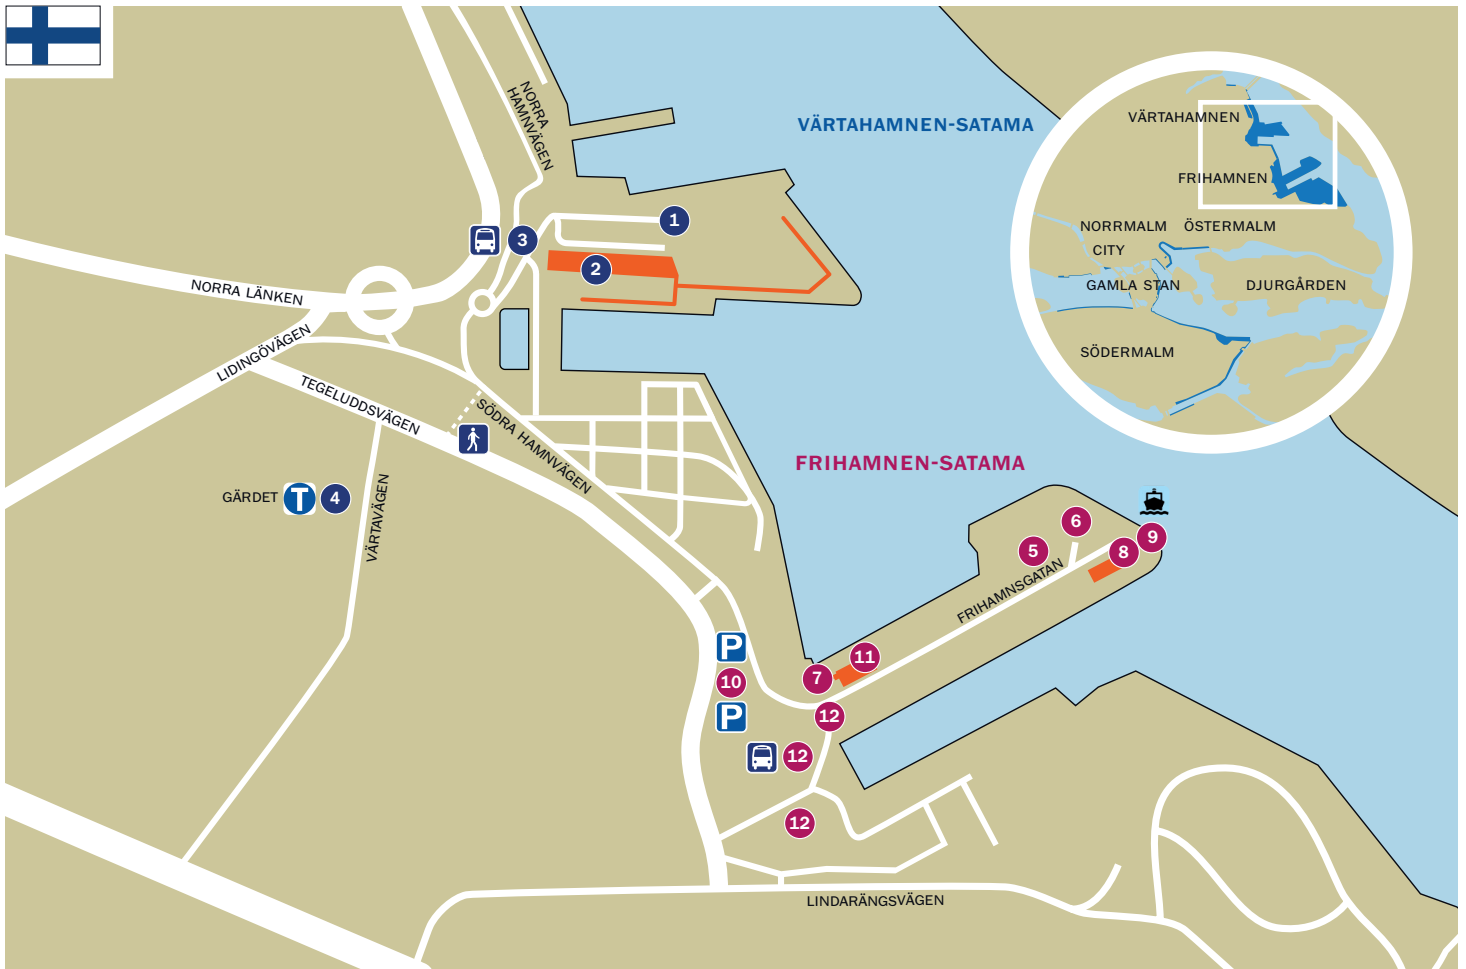 NORRA
HAMNVÄGEN
VÄRTAHAMNEN-SATAMA
VÄRTAHAMNEN
FRIHAMNEN
NORRMALM
ÖSTERMALM
CITY
GAMLA STAN
DJURGÅRDEN
SÖDERMALM
1
3
2
NORRA LÄNKEN
LIDINGÖVÄGEN
TEGELUDDSVÄGEN
SÖDRA HAMNVÄGEN
GÄRDET T 4
VÄRTAVÄGEN
FRIHAMNEN-SATAMA
6
9
5
8
FRIHAMNSGATAN
P
11
7
10
P
12
12
12
LINDARÄNGSVÄGEN